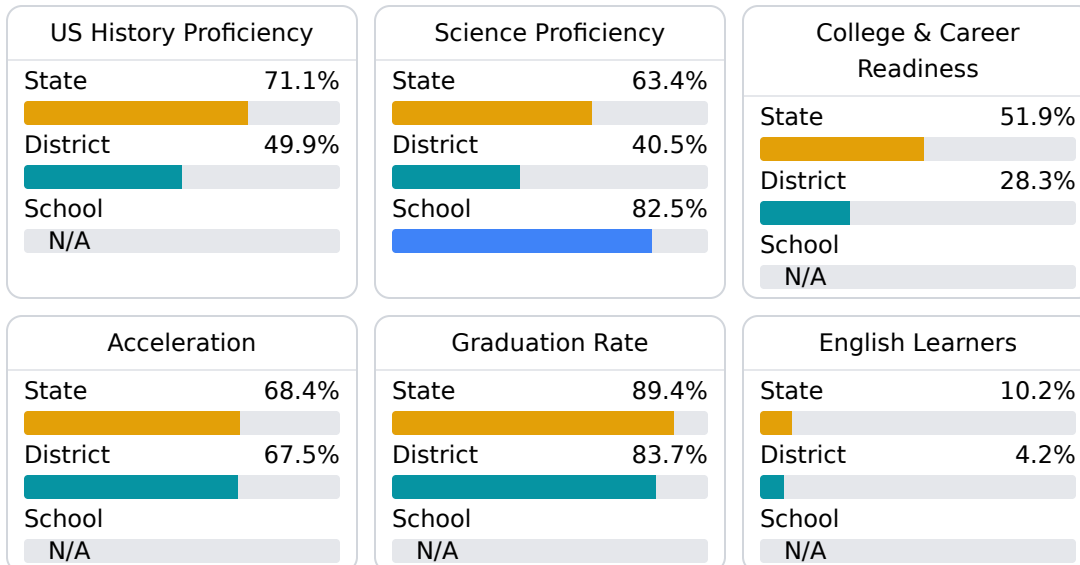 US History Proficiency
State 71.1%
District 49.9%
School
N/A
Science Proficiency
State 63.4%
District 40.5%
School 82.5%
College & Career
Readiness
State 51.9%
District 28.3%
School
N/A
Acceleration
State 68.4%
District 67.5%
School
N/A
Graduation Rate
State 89.4%
District 83.7%
School
N/A
English Learners
State 10.2%
District 4.2%
School
N/A